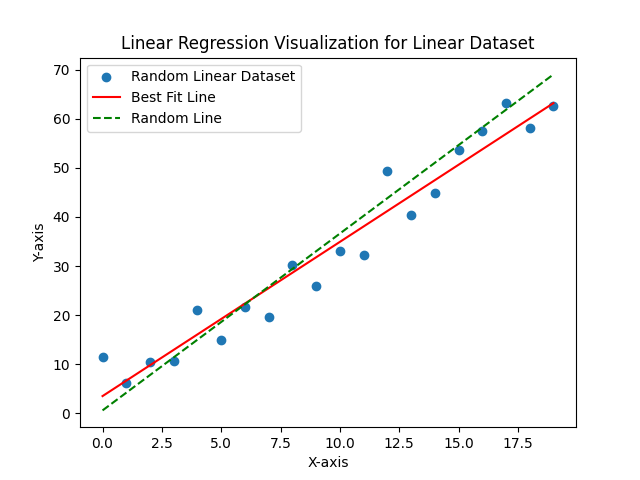 Linear Regression Visualization for Linear Dataset
Random Linear Dataset
Best Fit Line
Random Line
70
60
50
40
30
20
10
0
Y-axis
0.0 2.5 5.0 7.5 10.0 12.5 15.0 17.5
X-axis